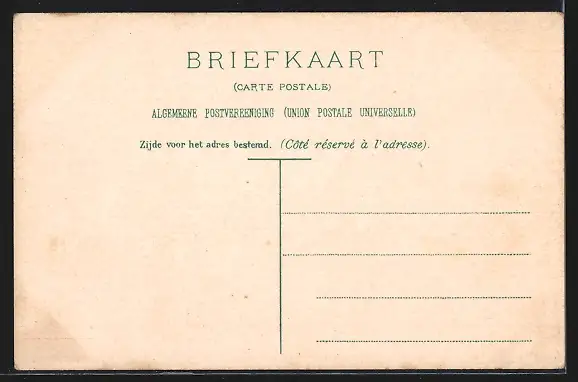 BRIEFKAART
(CARTE POSTALE)
ALGEMEENE POSTVEREENIGING (UNION POSTALE UNIVERSELLE)
Zijde voor het adres bestemd. (Côté réservé à l'adresse).